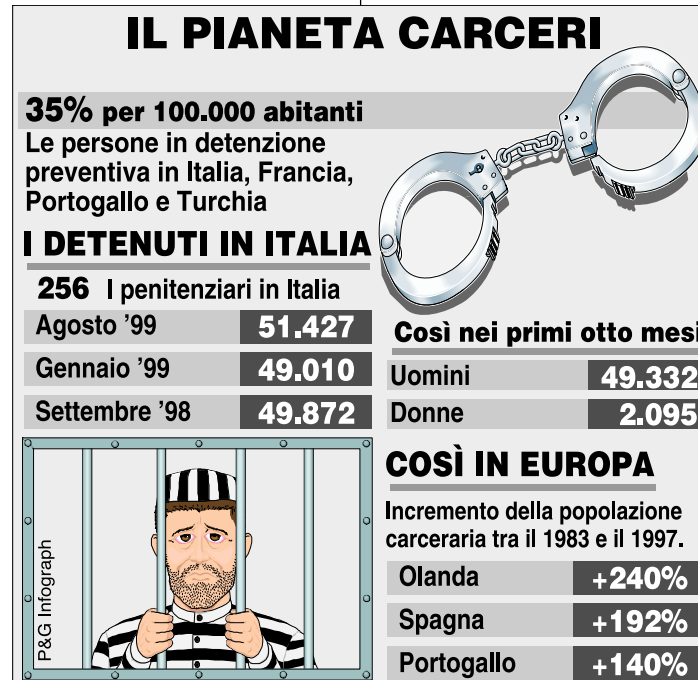 IL PIANETA CARCERI
35% per 100.000 abitanti
Le persone in detenzione
preventiva in Italia, Francia,
Portogallo e Turchia
I DETENUTI IN ITALIA
256 I penitenziari in Italia
Agosto ’99 51.427
Gennaio ’99 49.010
Settembre ’98 49.872
P&G Infograph
Così nei primi otto mesi
Uomini 49.332
Donne 2.095
COSÌ IN EUROPA
Incremento della popolazione
carceraria tra il 1983 e il 1997.
Olanda +240%
Spagna +192%
Portogallo +140%